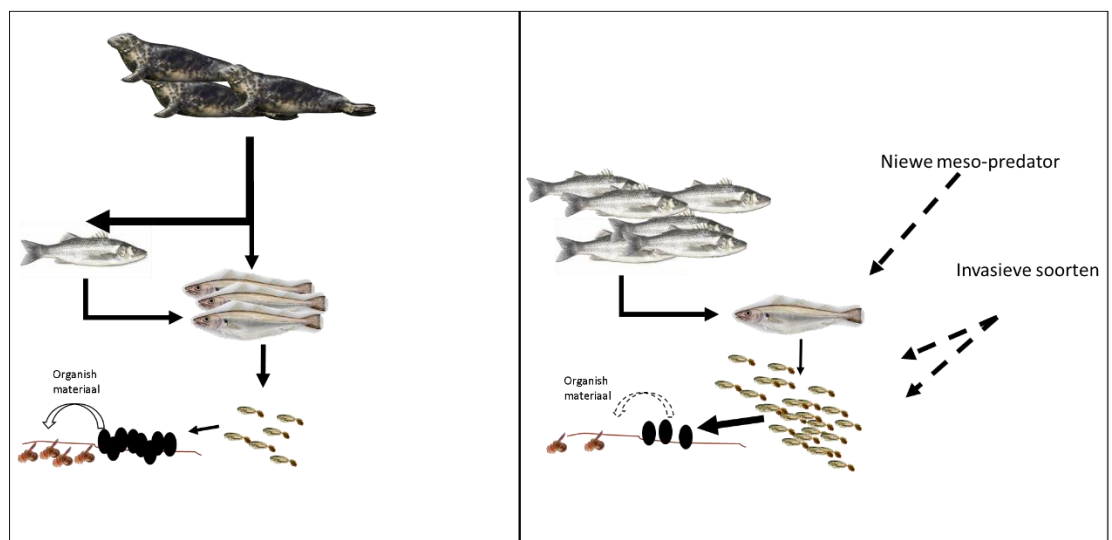 Organish
materiaal
Niewe meso-predator
Invasieve soorten
Organish
materiaal